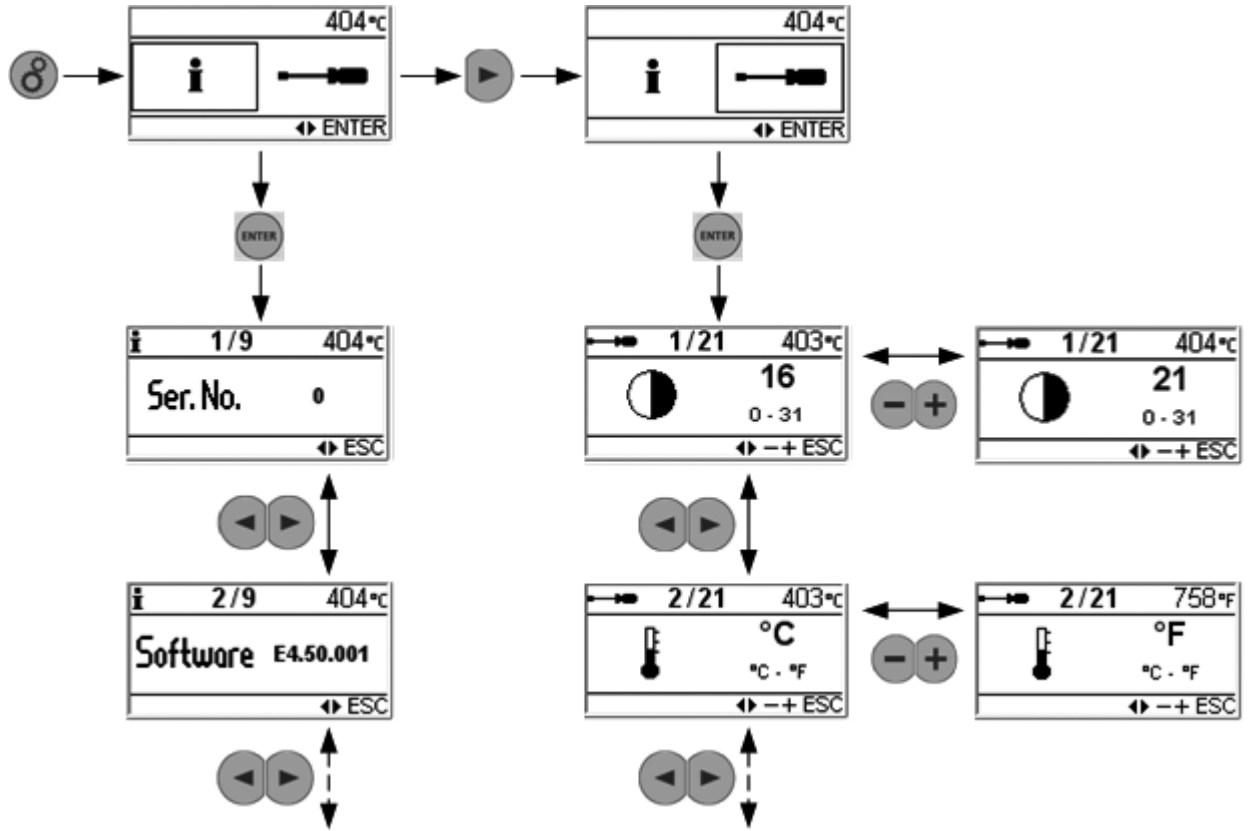 404°C
404°C
i
i
◄► ENTER
◄► ENTER
ENTER
ENTER
i 1/9 404°C
Ser. No. 0
◄► ESC
1/21 403°C
16
0 - 31
◄► −+ ESC
− +
1/21 404°C
21
0 - 31
◄► −+ ESC
i 2/9 404°C
Software E4.50.001
◄► ESC
2/21 403°C
°C
°C - °F
◄► −+ ESC
− +
2/21 758°F
°F
°C - °F
◄► −+ ESC